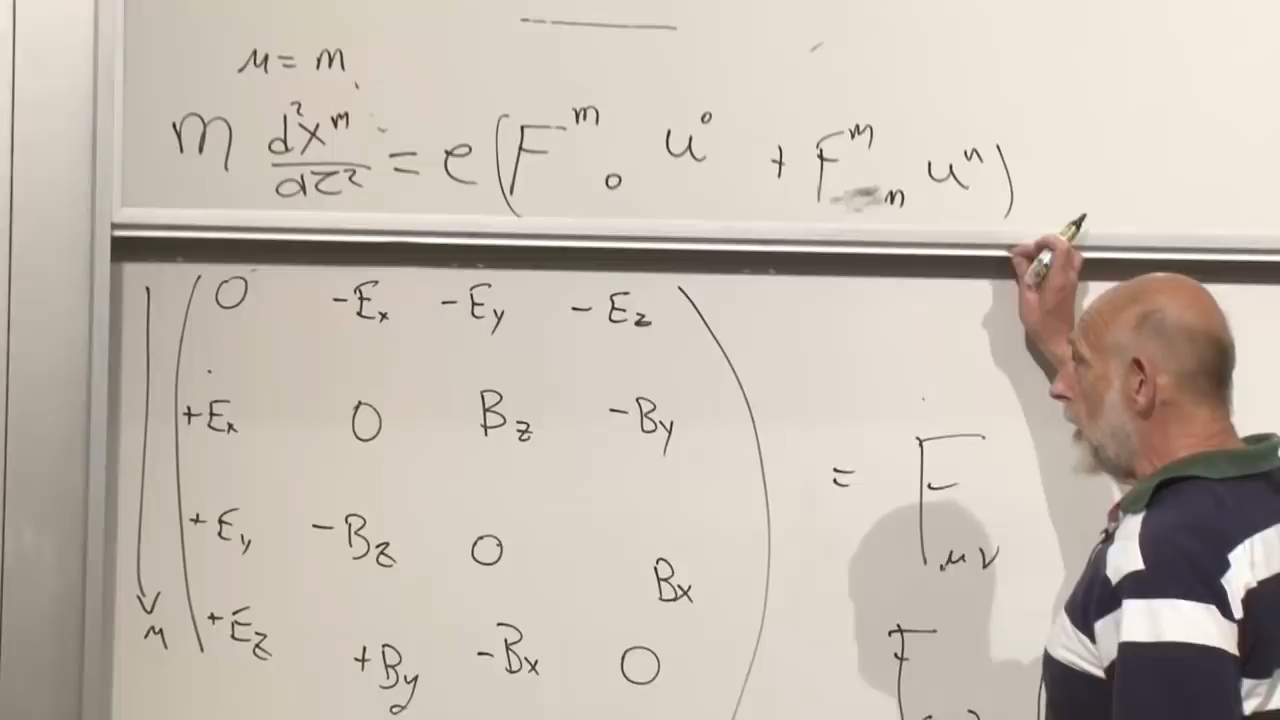 μ = m
m d²x^m/dτ² = e(F^m_0 u^0 + F^m_n u^n)
0 -Ex -Ey -Ez
+Ex 0 Bz -By
+Ey -Bz 0 Bx
+Ez +By -Bx 0
= F_μν
μ
F